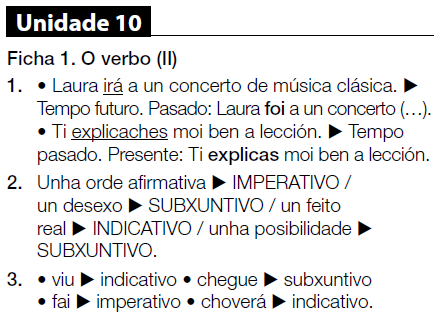 Unidade 10
Ficha 1. O verbo (II)
1. • Laura irá a un concerto de música clásica. ▶
Tempo futuro. Pasado: Laura foi a un concerto (…).
• Ti explicaches moi ben a lección. ▶ Tempo
pasado. Presente: Ti explicas moi ben a lección.
2. Unha orde afirmativa ▶ IMPERATIVO /
un desexo ▶ SUBXUNTIVO / un feito
real ▶ INDICATIVO / unha posibilidade ▶
SUBXUNTIVO.
3. • viu ▶ indicativo • chegue ▶ subxuntivo
• fai ▶ imperativo • choverá ▶ indicativo.